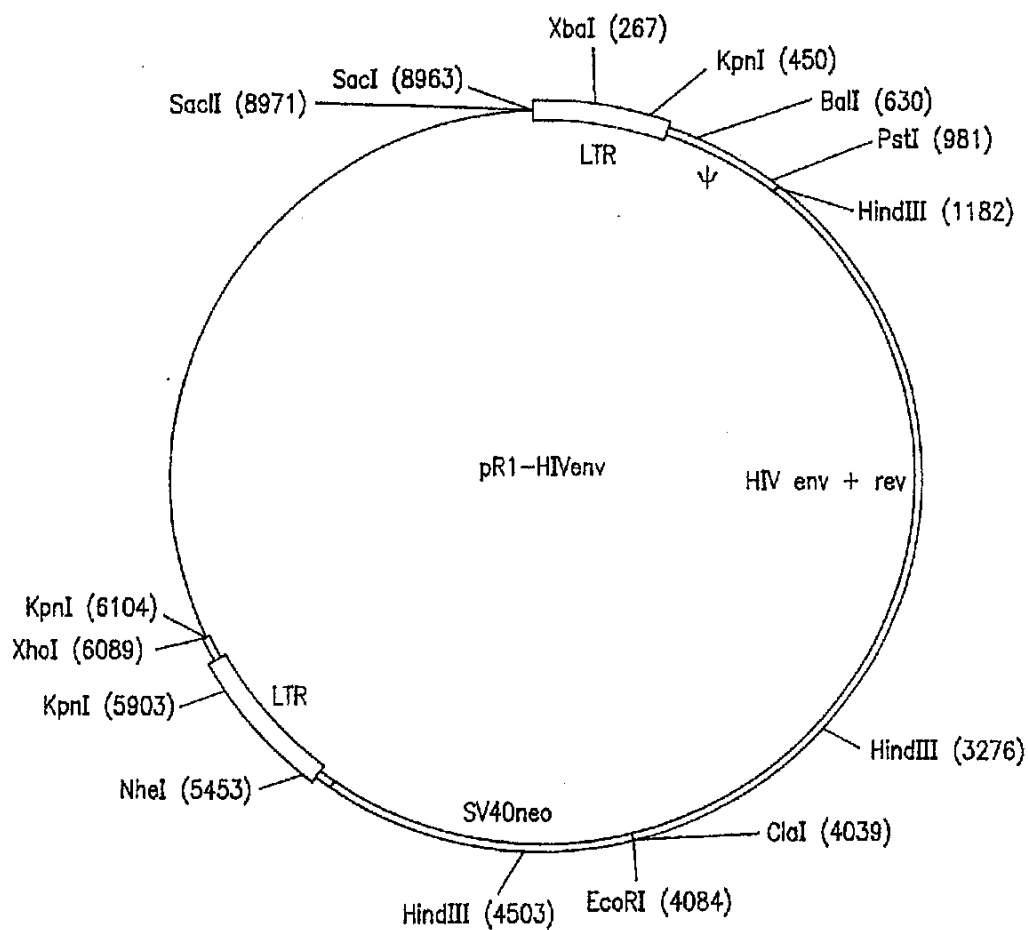 XbaI (267)
KpnI (450)
SacI (8963)
SacII (8971)
BalI (630)
PstI (981)
LTR
ψ
HindIII (1182)
pR1-HIVenv
HIV env + rev
KpnI (6104)
XhoI (6089)
KpnI (5903)
LTR
HindIII (3276)
NheI (5453)
SV40neo
ClaI (4039)
EcoRI (4084)
HindIII (4503)